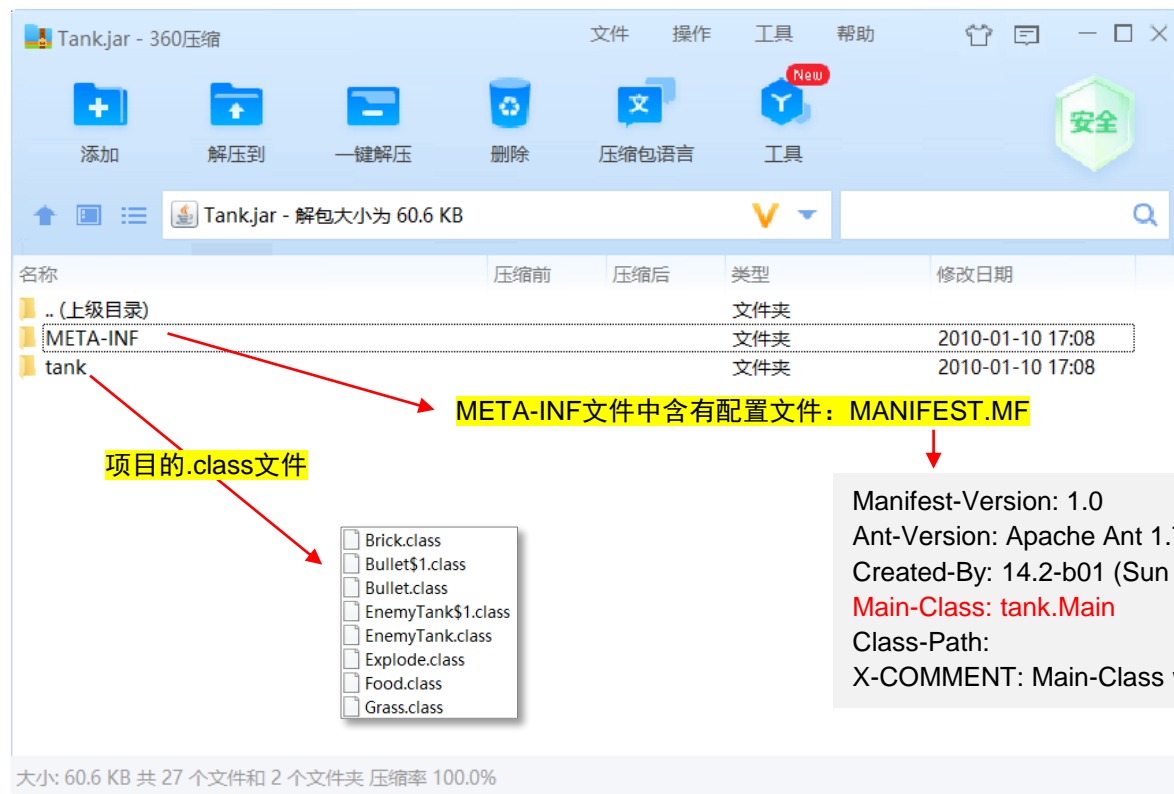 Tank.jar - 360压缩
文件 操作 工具 帮助
New
添加 解压到 一键解压 删除 压缩包语言 工具
安全
Tank.jar - 解包大小为 60.6 KB
名称 压缩前 压缩后 类型 修改日期
.. (上级目录) 文件夹
META-INF 文件夹 2010-01-10 17:08
tank 文件夹 2010-01-10 17:08
META-INF文件中含有配置文件：MANIFEST.MF
项目的.class文件
Manifest-Version: 1.0
Ant-Version: Apache Ant 1.
Created-By: 14.2-b01 (Sun
Main-Class: tank.Main
Class-Path:
X-COMMENT: Main-Class
Brick.class
Bullet$1.class
Bullet.class
EnemyTank$1.class
EnemyTank.class
Explode.class
Food.class
Grass.class
大小: 60.6 KB 共 27 个文件和 2 个文件夹 压缩率 100.0%